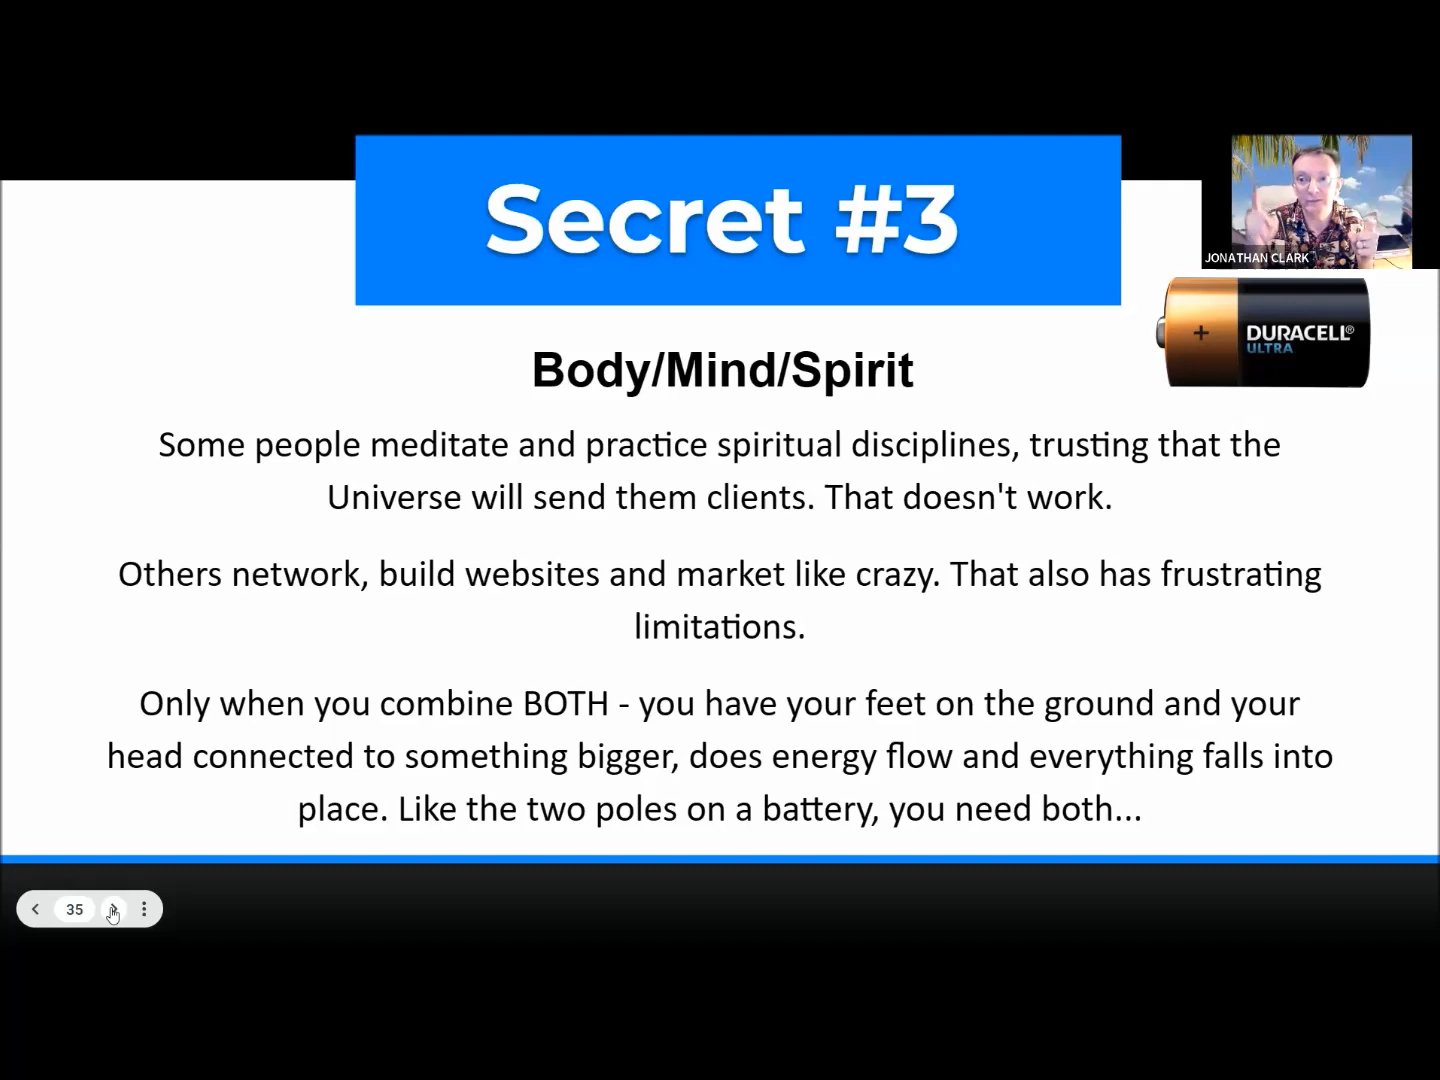 Secret #3
JONATHAN CLARK
+
DURACELL®
ULTRA
Body/Mind/Spirit
Some people meditate and practice spiritual disciplines, trusting that the
Universe will send them clients. That doesn't work.
Others network, build websites and market like crazy. That also has frustrating
limitations.
Only when you combine BOTH - you have your feet on the ground and your
head connected to something bigger, does energy flow and everything falls into
place. Like the two poles on a battery, you need both...
35